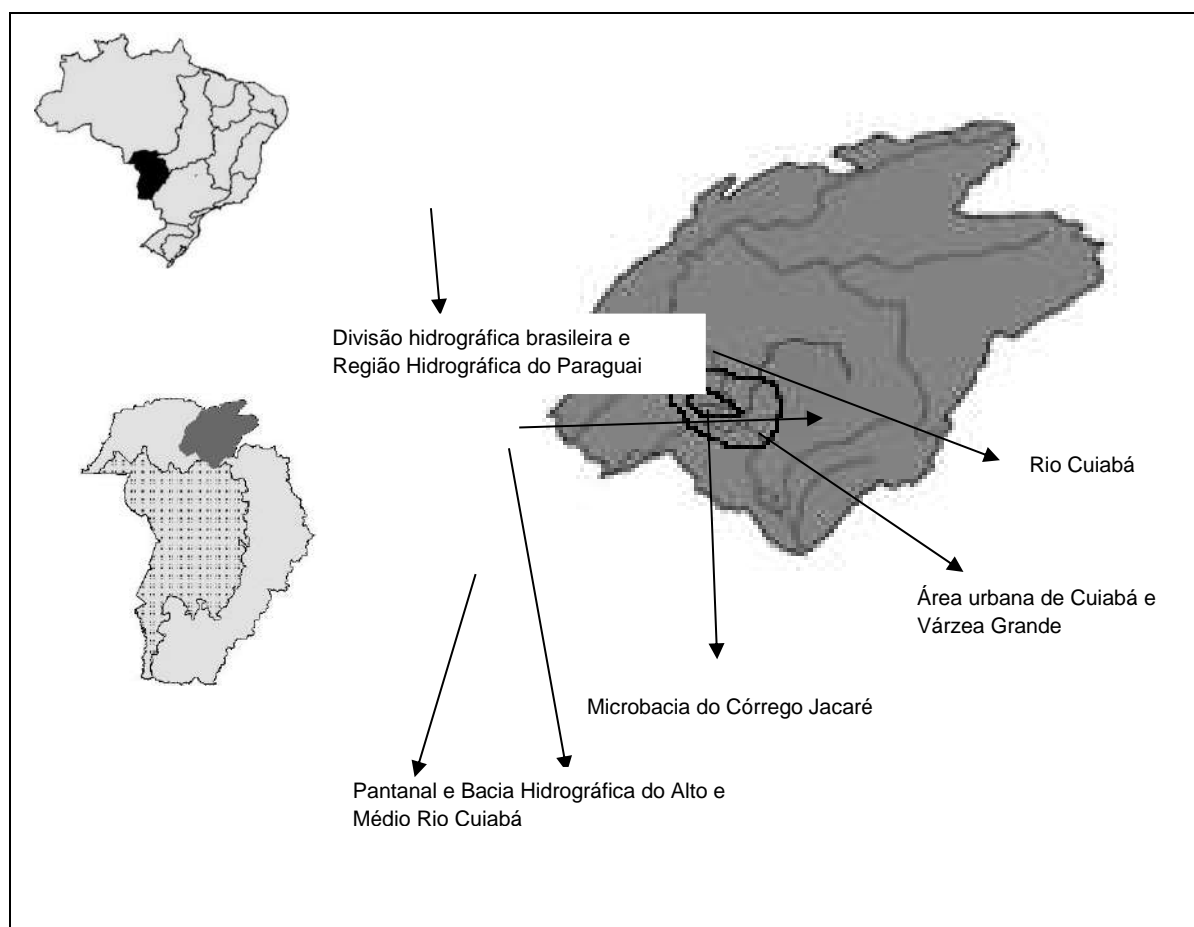 Divisão hidrográfica brasileira e
Região Hidrográfica do Paraguai
Rio Cuiabá
Área urbana de Cuiabá e
Várzea Grande
Microbacia do Córrego Jacaré
Pantanal e Bacia Hidrográfica do Alto e
Médio Rio Cuiabá